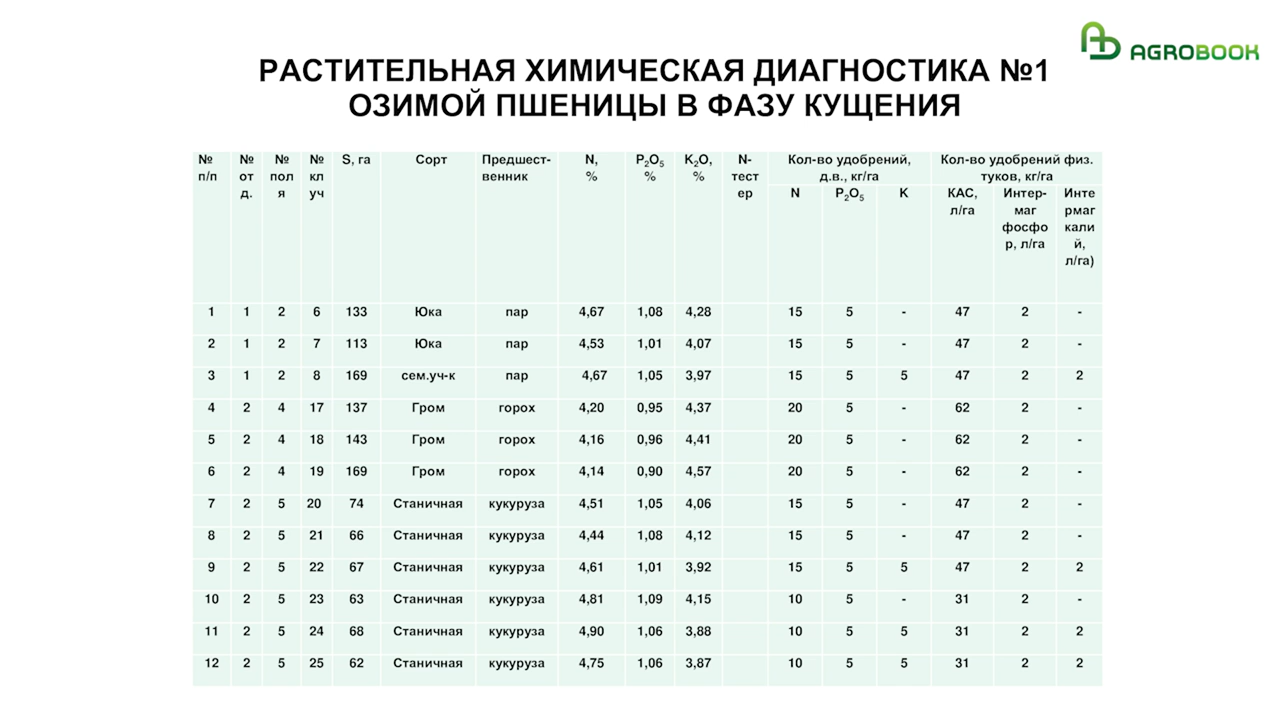 AGROBOOK
РАСТИТЕЛЬНАЯ ХИМИЧЕСКАЯ ДИАГНОСТИКА №1
ОЗИМОЙ ПШЕНИЦЫ В ФАЗУ КУЩЕНИЯ
№ п/п № от д. № пол я № кл уч S, га Сорт Предшест- венник N, % P₂O₅ % K₂O, % N- тест ер Кол-во удобрений, д.в., кг/га Кол-во удобрений физ. туков, кг/га
N P₂O₅ K КАС, л/га Интер- маг фосфо р, л/га Инте рмаг кали й, л/га)
1 1 2 6 133 Юка пар 4,67 1,08 4,28 15 5 - 47 2 -
2 1 2 7 113 Юка пар 4,53 1,01 4,07 15 5 - 47 2 -
3 1 2 8 169 сем.уч-к пар 4,67 1,05 3,97 15 5 5 47 2 2
4 2 4 17 137 Гром горох 4,20 0,95 4,37 20 5 - 62 2 -
5 2 4 18 143 Гром горох 4,16 0,96 4,41 20 5 - 62 2 -
6 2 4 19 169 Гром горох 4,14 0,90 4,57 20 5 - 62 2 -
7 2 5 20 74 Станичная кукуруза 4,51 1,05 4,06 15 5 - 47 2 -
8 2 5 21 66 Станичная кукуруза 4,44 1,08 4,12 15 5 - 47 2 -
9 2 5 22 67 Станичная кукуруза 4,61 1,01 3,92 15 5 5 47 2 2
10 2 5 23 63 Станичная кукуруза 4,81 1,09 4,15 10 5 - 31 2 -
11 2 5 24 68 Станичная кукуруза 4,90 1,06 3,88 10 5 5 31 2 2
12 2 5 25 62 Станичная кукуруза 4,75 1,06 3,87 10 5 5 31 2 2